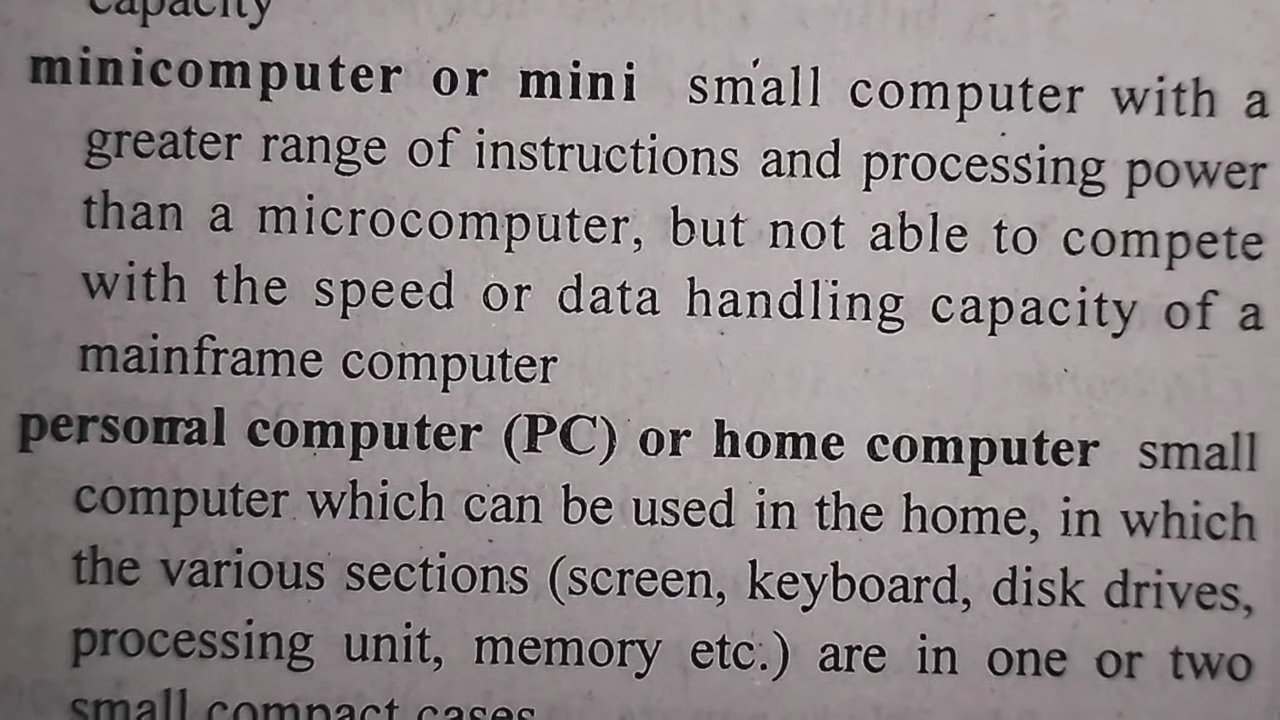 capacity
minicomputer or mini small computer with a
greater range of instructions and processing power
than a microcomputer, but not able to compete
with the speed or data handling capacity of a
mainframe computer
personal computer (PC) or home computer small
computer which can be used in the home, in which
the various sections (screen, keyboard, disk drives,
processing unit, memory etc.) are in one or two
small compact cases